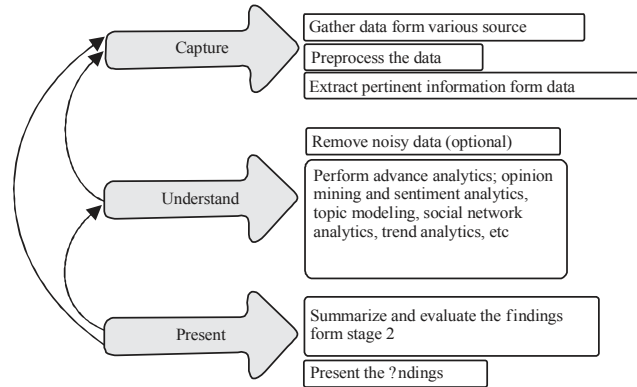 Capture
Gather data form various source
Preprocess the data
Extract pertinent information form data
Understand
Remove noisy data (optional)
Perform advance analytics; opinion
mining and sentiment analytics,
topic modeling, social network
analytics, trend analytics, etc
Present
Summarize and evaluate the findings
form stage 2
Present the ?ndings